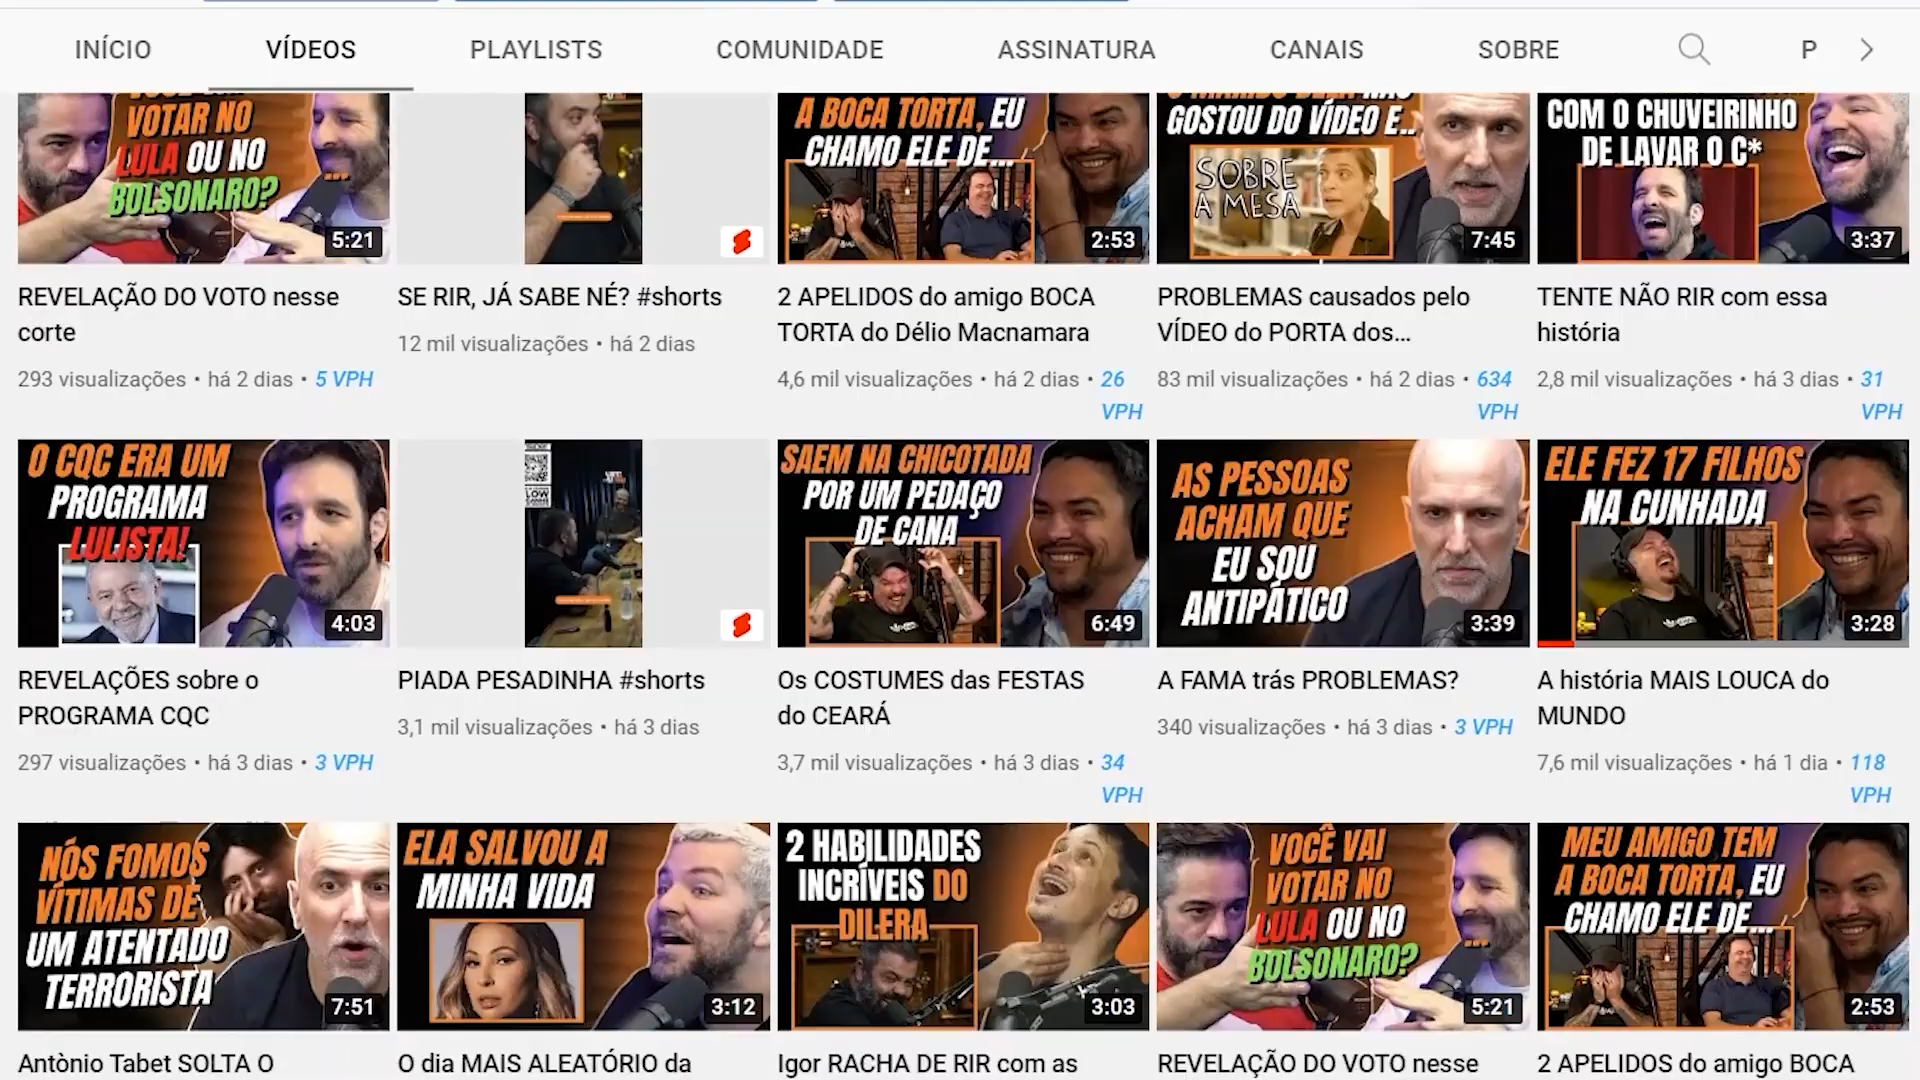 INÍCIO VÍDEOS PLAYLISTS COMUNIDADE ASSINATURA CANAIS SOBRE P
VOTAR NO
LULA OU NO
BOLSONARO?
5:21
A BOCA TORTA, EU
CHAMO ELE DE...
2:53
GOSTOU DO VÍDEO E...
SOBRE
A MESA
7:45
COM O CHUVEIRINHO
DE LAVAR O C*
3:37
REVELAÇÃO DO VOTO nesse
corte
293 visualizações • há 2 dias • 5 VPH
SE RIR, JÁ SABE NÉ? #shorts
12 mil visualizações • há 2 dias
2 APELIDOS do amigo BOCA
TORTA do Délio Macnamara
4,6 mil visualizações • há 2 dias • 26
VPH
PROBLEMAS causados pelo
VÍDEO do PORTA dos...
83 mil visualizações • há 2 dias • 634
VPH
TENTE NÃO RIR com essa
história
2,8 mil visualizações • há 3 dias • 31
VPH
O CQC ERA UM
PROGRAMA
LULISTA!
4:03
SAEM NA CHICOTADA
POR UM PEDAÇO
DE CANA
6:49
AS PESSOAS
ACHAM QUE
EU SOU
ANTIPÁTICO
3:39
ELE FEZ 17 FILHOS
NA CUNHADA
3:28
REVELAÇÕES sobre o
PROGRAMA CQC
297 visualizações • há 3 dias • 3 VPH
PIADA PESADINHA #shorts
3,1 mil visualizações • há 3 dias
Os COSTUMES das FESTAS
do CEARÁ
3,7 mil visualizações • há 3 dias • 34
VPH
A FAMA trás PROBLEMAS?
340 visualizações • há 3 dias • 3 VPH
A história MAIS LOUCA do
MUNDO
7,6 mil visualizações • há 1 dia • 118
VPH
NÓS FOMOS
VÍTIMAS DE
UM ATENTADO
TERRORISTA
7:51
ELA SALVOU A
MINHA VIDA
3:12
2 HABILIDADES
INCRÍVEIS DO
DILERA
3:03
VOCÊ VAI
VOTAR NO
LULA OU NO
BOLSONARO?
5:21
MEU AMIGO TEM
A BOCA TORTA, EU
CHAMO ELE DE...
2:53
Antònio Tabet SOLTA O
O dia MAIS ALEATÓRIO da
Igor RACHA DE RIR com as
REVELAÇÃO DO VOTO nesse
2 APELIDOS do amigo BOCA